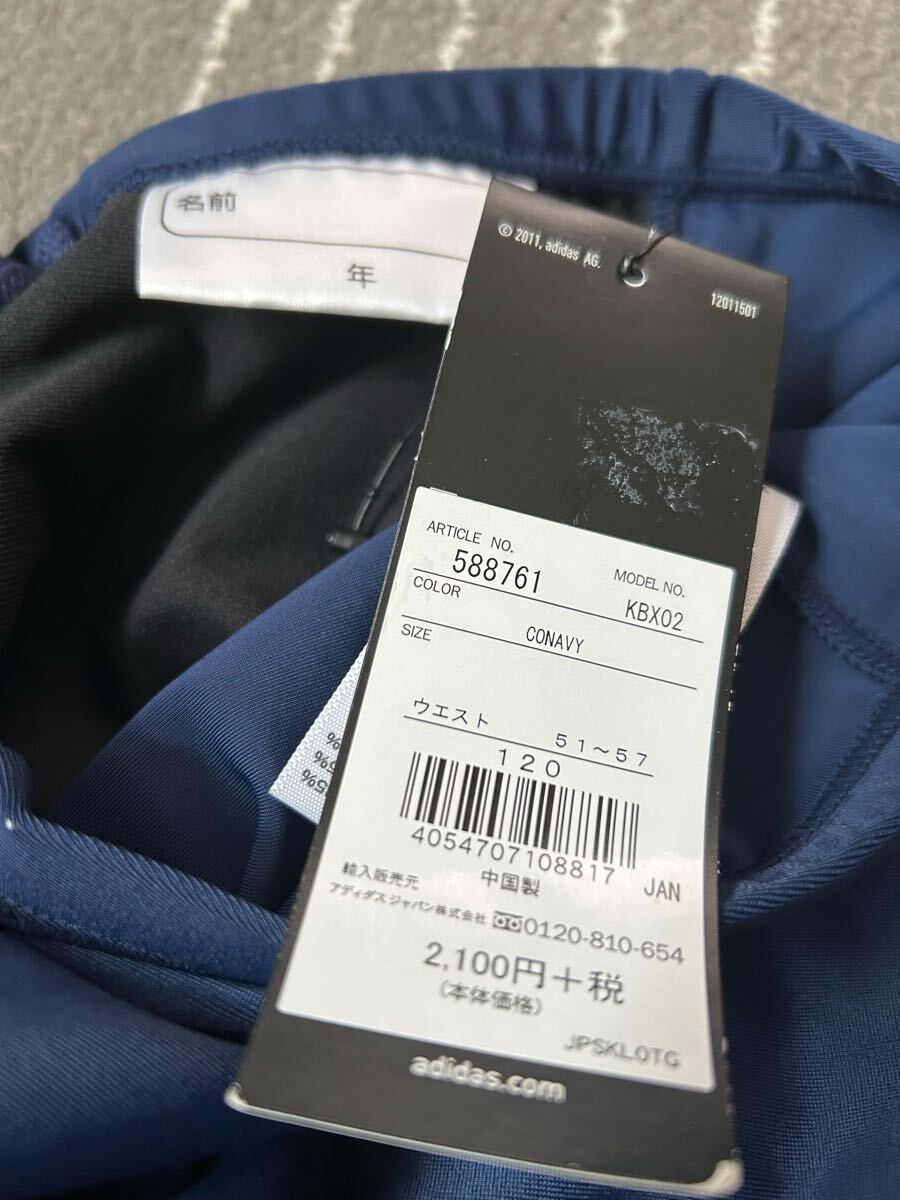 名前
年
© 2011, adidas AG.
12011501
ARTICLE NO.
588761
MODEL NO.
KBX02
COLOR
CONAVY
SIZE
ウエスト
51〜57
120
4054707108817
JAN
中国製
輸入販売元
アディダス ジャパン株式会社
0120-810-654
2,100円+税
(本体価格)
JPSKLOTG
adidas.com